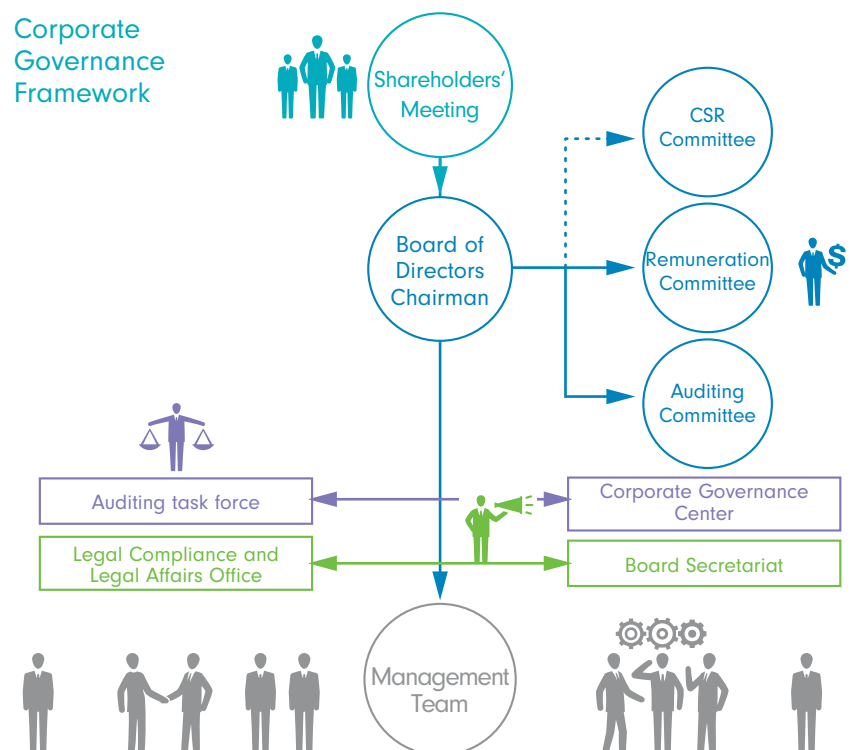 Corporate
Governance
Framework
Shareholders'
Meeting
CSR
Committee
Board of
Directors
Chairman
Remuneration
Committee
$
Auditing
Committee
Auditing task force
Corporate Governance
Center
Legal Compliance and
Legal Affairs Office
Board Secretariat
Management
Team